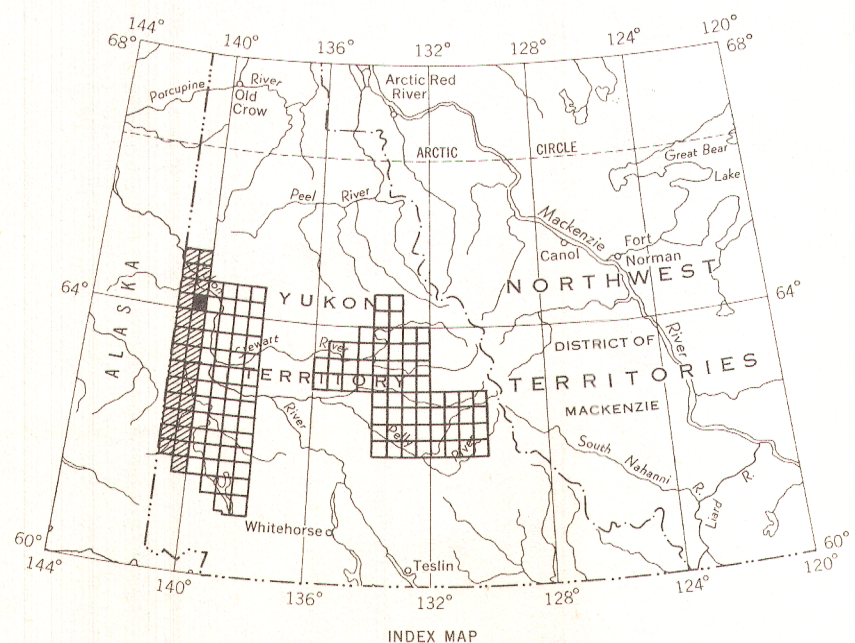 144°
68°
140°
136°
132°
128°
124°
120°
68°
Porcupine River
Old
Crow
Arctic Red
River
ARCTIC CIRCLE
Great Bear
Lake
Peel River
Mackenzie
River
Canol
Fort
Norman
64°
ALASKA
YUKON
TERRITORY
NORTHWEST
TERRITORIES
64°
DISTRICT OF
MACKENZIE
Stewart River
River
Pelly
River
South Nahanni R.
Liard R.
Whitehorse
Teslin
60°
144°
140°
136°
132°
128°
124°
60°
120°
INDEX MAP